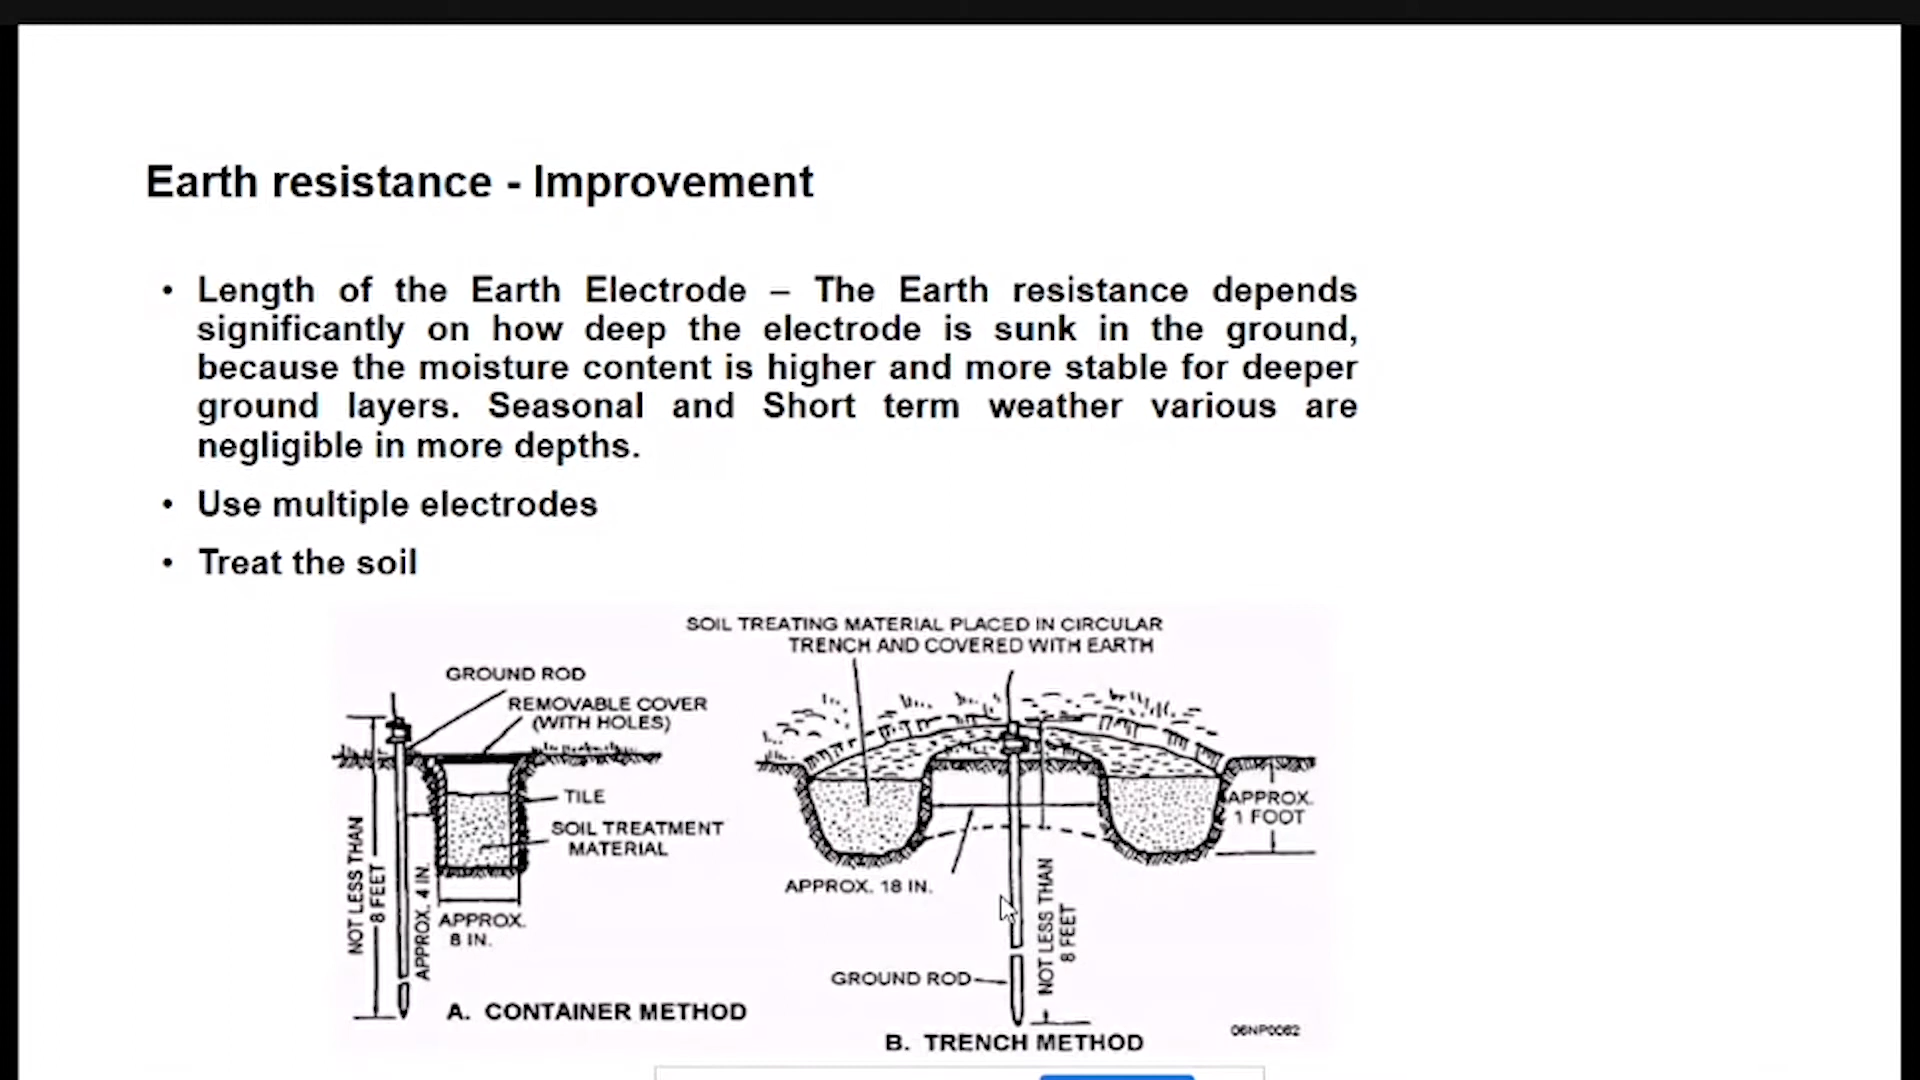 Earth resistance - Improvement
• Length of the Earth Electrode – The Earth resistance depends
significantly on how deep the electrode is sunk in the ground,
because the moisture content is higher and more stable for deeper
ground layers. Seasonal and Short term weather various are
negligible in more depths.
• Use multiple electrodes
• Treat the soil
SOIL TREATING MATERIAL PLACED IN CIRCULAR
TRENCH AND COVERED WITH EARTH
GROUND ROD
REMOVABLE COVER
(WITH HOLES)
TILE
SOIL TREATMENT
MATERIAL
NOT LESS THAN
8 FEET
APPROX. 4 IN.
APPROX.
8 IN.
A. CONTAINER METHOD
APPROX.
1 FOOT
APPROX. 18 IN.
NOT LESS THAN
8 FEET
GROUND ROD
B. TRENCH METHOD
06NP0062